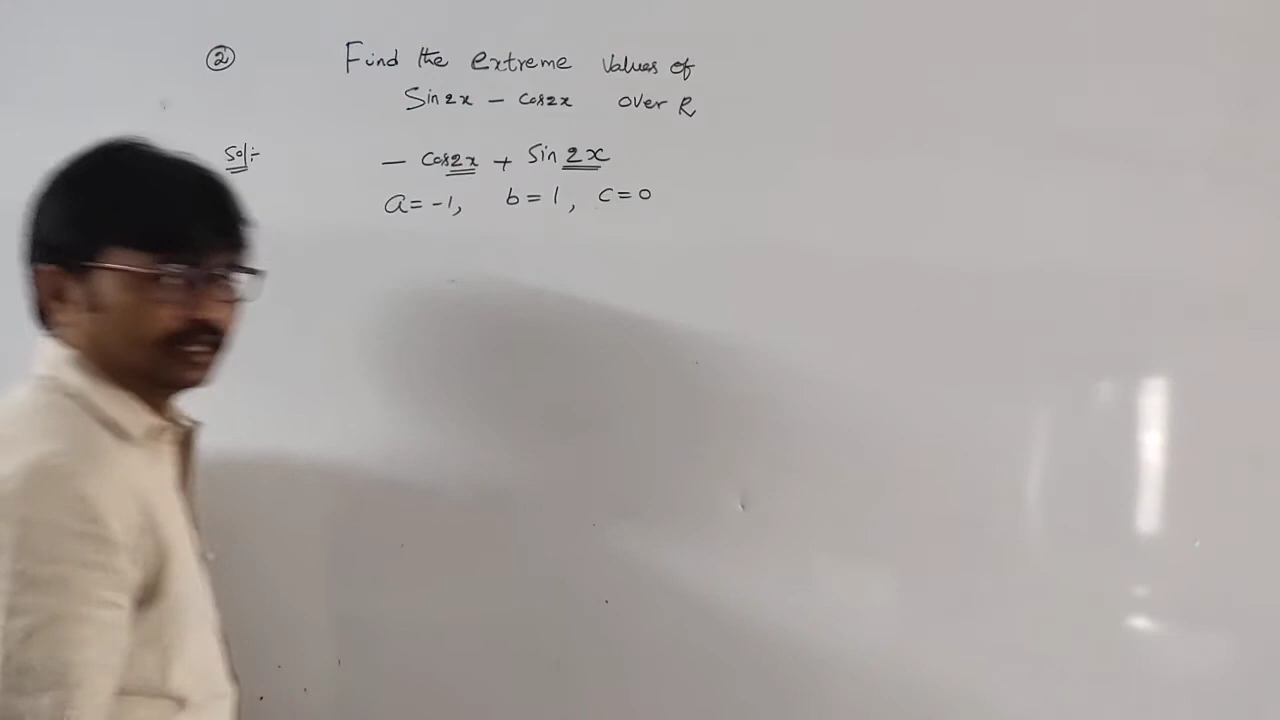 ② Find the extreme values of
Sin 2x - cos 2x over R
Sol:- - cos 2x + Sin 2x
a = -1, b = 1, c = 0